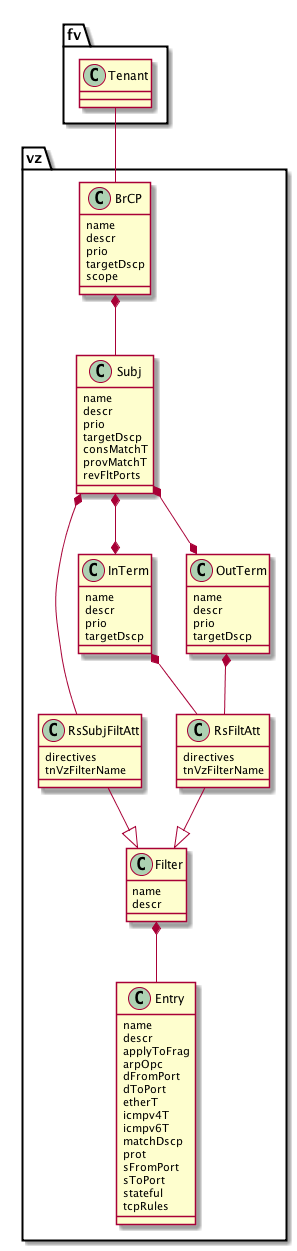 fv
C Tenant
vz
C BrCP
name
descr
prio
targetDscp
scope
C Subj
name
descr
prio
targetDscp
consMatchT
provMatchT
revFltPorts
C InTerm
name
descr
prio
targetDscp
C OutTerm
name
descr
prio
targetDscp
C RsSubjFiltAtt
directives
tnVzFilterName
C RsFiltAtt
directives
tnVzFilterName
C Filter
name
descr
C Entry
name
descr
applyToFrag
arpOpc
dFromPort
dToPort
etherT
icmpv4T
icmpv6T
matchDscp
prot
sFromPort
sToPort
stateful
tcpRules